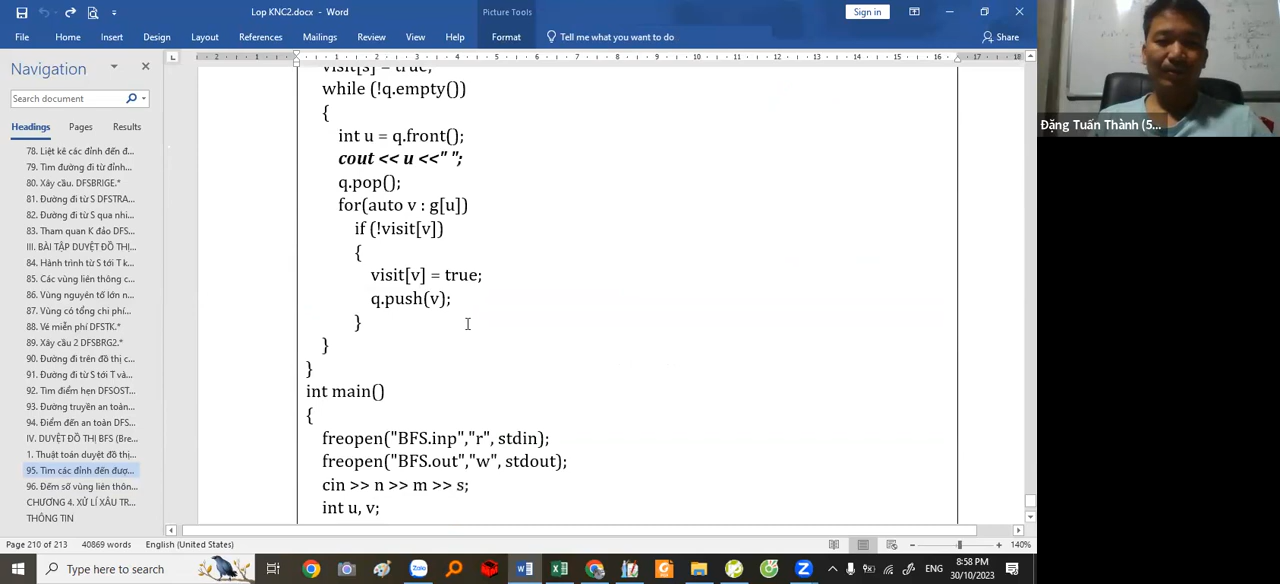 Lop KNC2.docx - Word
Picture Tools
Sign in
File
Home
Insert
Design
Layout
References
Mailings
Review
View
Help
Format
Tell me what you want to do
Share
Navigation
Search document
Headings
Pages
Results
78. Liệt kê các đỉnh đến đ...
79. Tìm đường đi từ đỉnh...
80. Xây cầu. DFSBRIGE.*
81. Đường đi từ S DFSTRA...
82. Đường đi từ S qua nhi...
83. Tham quan K đảo DFS...
III. BÀI TẬP DUYỆT ĐỒ THỊ...
84. Hành trình từ S tới T k...
85. Các vùng liên thông c...
86. Vùng nguyên tố lớn n...
87. Vùng có tổng chi phí...
88. Vé miễn phí DFSTK.*
89. Xây cầu 2 DFSBRG2.*
90. Đường đi trên đồ thị c...
91. Đường đi từ S tới T và...
92. Tìm điểm hẹn DFSOST...
93. Đường truyền an toàn...
94. Điểm đến an toàn DFS...
IV. DUYỆT ĐỒ THỊ BFS (Bre...
1. Thuật toán duyệt đồ thị...
95. Tìm các đỉnh đến đượ...
96. Đếm số vùng liên thôn...
CHƯƠNG 4. XỬ LÍ XÂU TR...
THÔNG TIN
visit[s] = true;
while (!q.empty())
{
int u = q.front();
cout << u <<" ";
q.pop();
for(auto v : g[u])
if (!visit[v])
{
visit[v] = true;
q.push(v);
}
}
}
int main()
{
freopen("BFS.inp","r", stdin);
freopen("BFS.out","w", stdout);
cin >> n >> m >> s;
int u, v;
Đặng Tuấn Thành (5...
Page 210 of 213
40869 words
English (United States)
140%
Type here to search
ENG
8:58 PM
30/10/2023